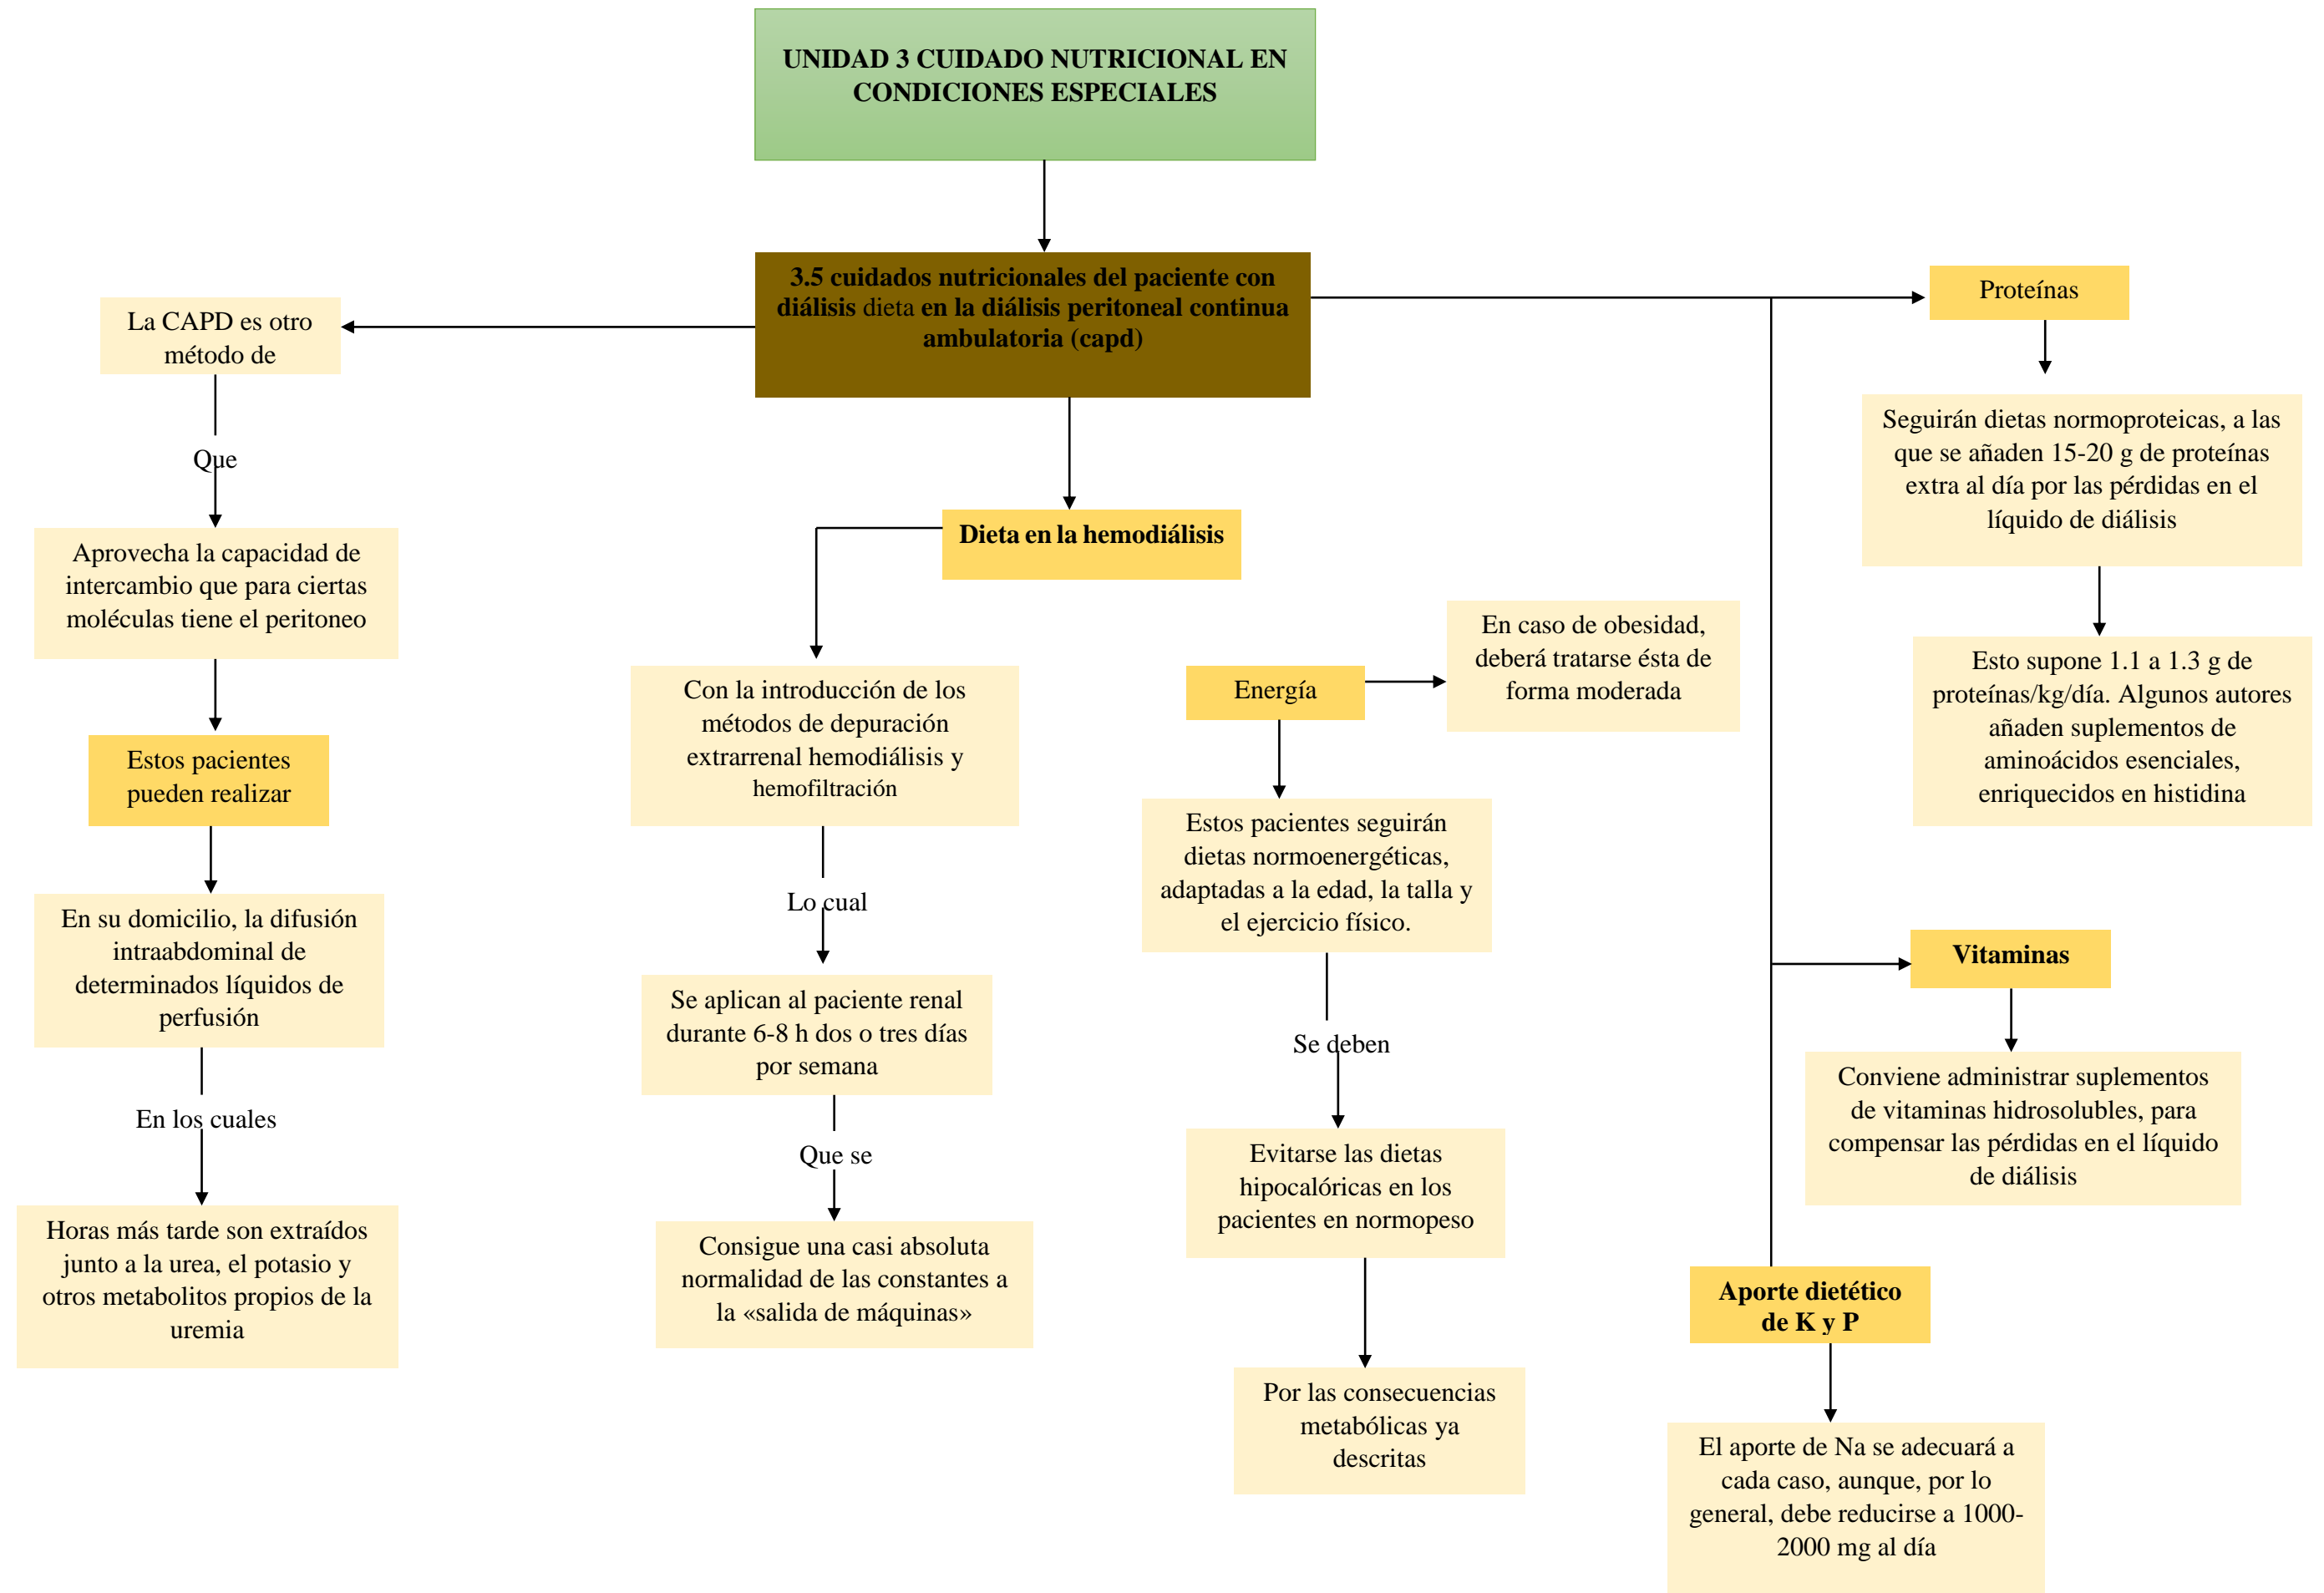 UNIDAD 3 CUIDADO NUTRICIONAL EN
CONDICIONES ESPECIALES
3.5 cuidados nutricionales del paciente con
diálisis dieta en la diálisis peritoneal continua
ambulatoria (capd)
La CAPD es otro
método de
Que
Aprovecha la capacidad de
intercambio que para ciertas
moléculas tiene el peritoneo
Estos pacientes
pueden realizar
En su domicilio, la difusión
intraabdominal de
determinados líquidos de
perfusión
En los cuales
Horas más tarde son extraídos
junto a la urea, el potasio y
otros metabolitos propios de la
uremia
Dieta en la hemodiálisis
Con la introducción de los
métodos de depuración
extrarrenal hemodiálisis y
hemofiltración
Lo cual
Se aplican al paciente renal
durante 6-8 h dos o tres días
por semana
Que se
Consigue una casi absoluta
normalidad de las constantes a
la «salida de máquinas»
Energía
En caso de obesidad,
deberá tratarse ésta de
forma moderada
Estos pacientes seguirán
dietas normoenergéticas,
adaptadas a la edad, la talla y
el ejercicio físico.
Se deben
Evitarse las dietas
hipocalóricas en los
pacientes en normopeso
Por las consecuencias
metabólicas ya
descritas
Proteínas
Seguirán dietas normoproteicas, a las
que se añaden 15-20 g de proteínas
extra al día por las pérdidas en el
líquido de diálisis
Esto supone 1.1 a 1.3 g de
proteínas/kg/día. Algunos autores
añaden suplementos de
aminoácidos esenciales,
enriquecidos en histidina
Vitaminas
Conviene administrar suplementos
de vitaminas hidrosolubles, para
compensar las pérdidas en el líquido
de diálisis
Aporte dietético
de K y P
El aporte de Na se adecuará a
cada caso, aunque, por lo
general, debe reducirse a 1000-
2000 mg al día